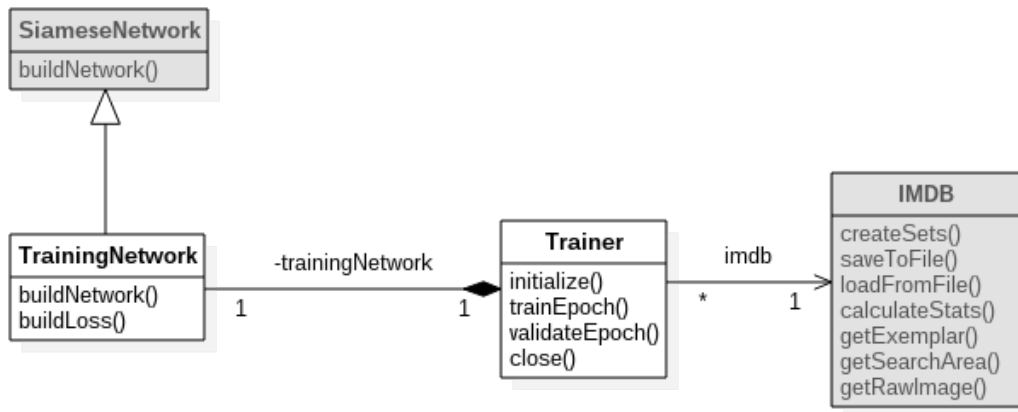 SiameseNetwork
buildNetwork()
TrainingNetwork
buildNetwork()
buildLoss()
-trainingNetwork
1
1
Trainer
initialize()
trainEpoch()
validateEpoch()
close()
imdb
*
1
IMDB
createSets()
saveToFile()
loadFromFile()
calculateStats()
getExemplar()
getSearchArea()
getRawImage()